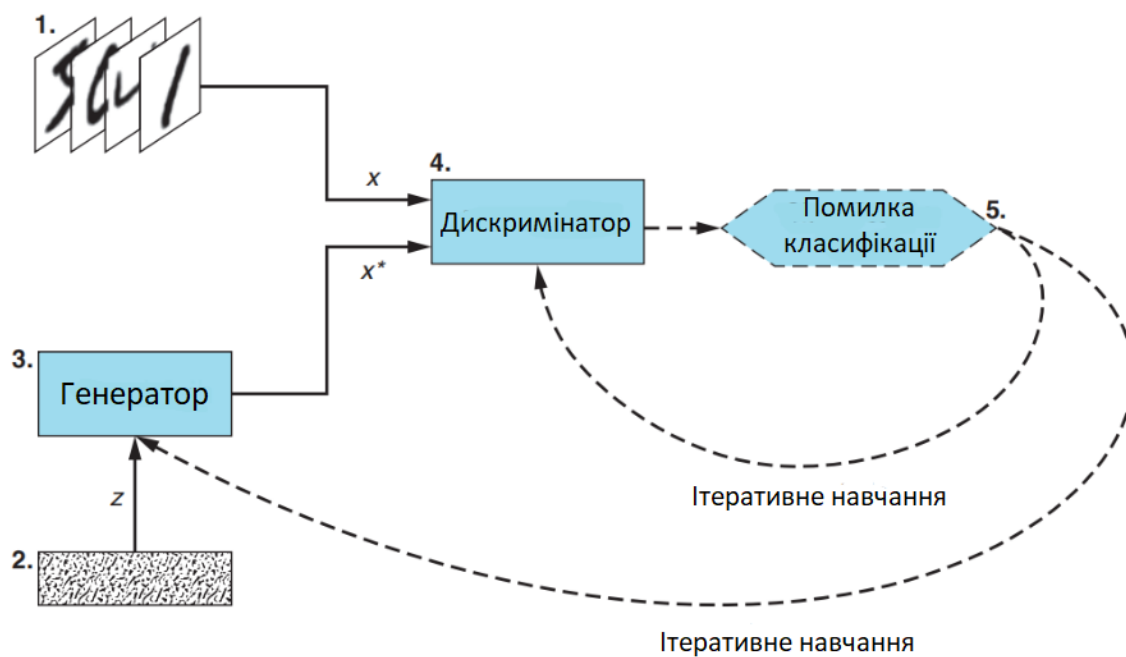 1.
x
4.
Дискримінатор
Помилка
класифікації
5.
x*
3.
Генератор
z
Ітеративне навчання
2.
Ітеративне навчання